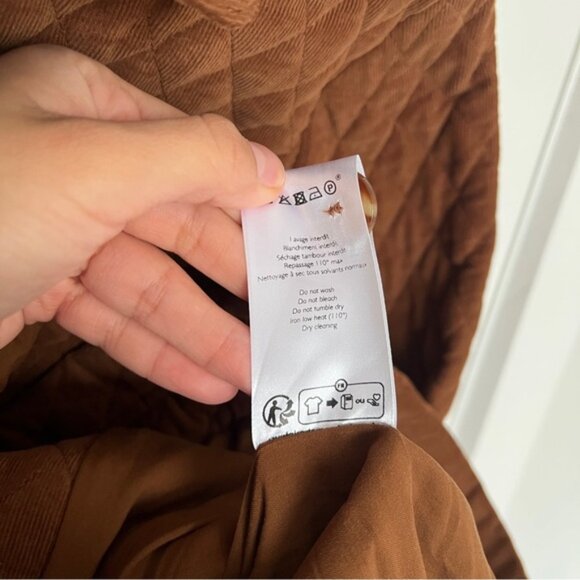 P
Lavage interdit
Blanchiment interdit
Séchage tambour interdit
Repassage 110° max
Nettoyage à sec tous solvants normaux
Do not wash
Do not bleach
Do not tumble dry
Iron low heat (110°)
Dry cleaning
FR
OU